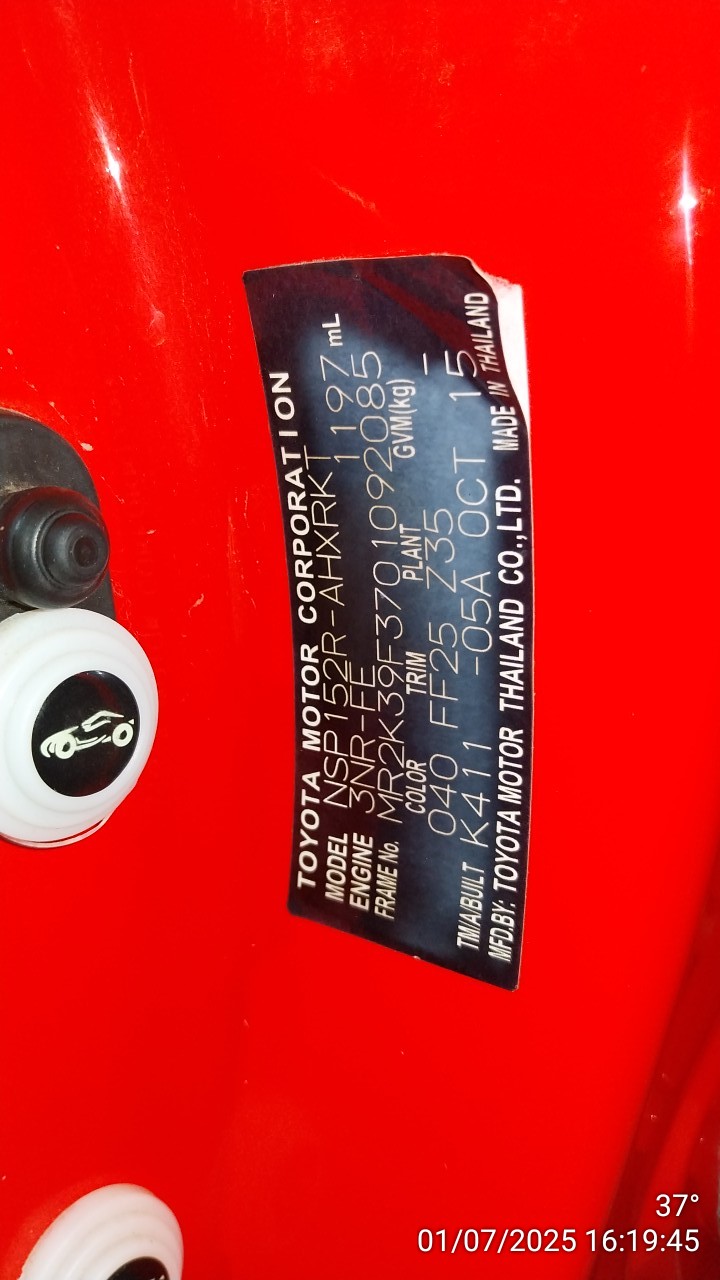 TOYOTA MOTOR CORPORATION
MODEL NSP152R-AHXRKT
ENGINE 3NR-FE 1197 mL
FRAME No. MR2K39F3701092085
COLOR TRIM PLANT GVM(kg)
040 FF25 Z35 -
TM/A/BUILT K411 -05A OCT 15
MFD.BY: TOYOTA MOTOR THAILAND CO.,LTD. MADE IN THAILAND
37°
01/07/2025 16:19:45